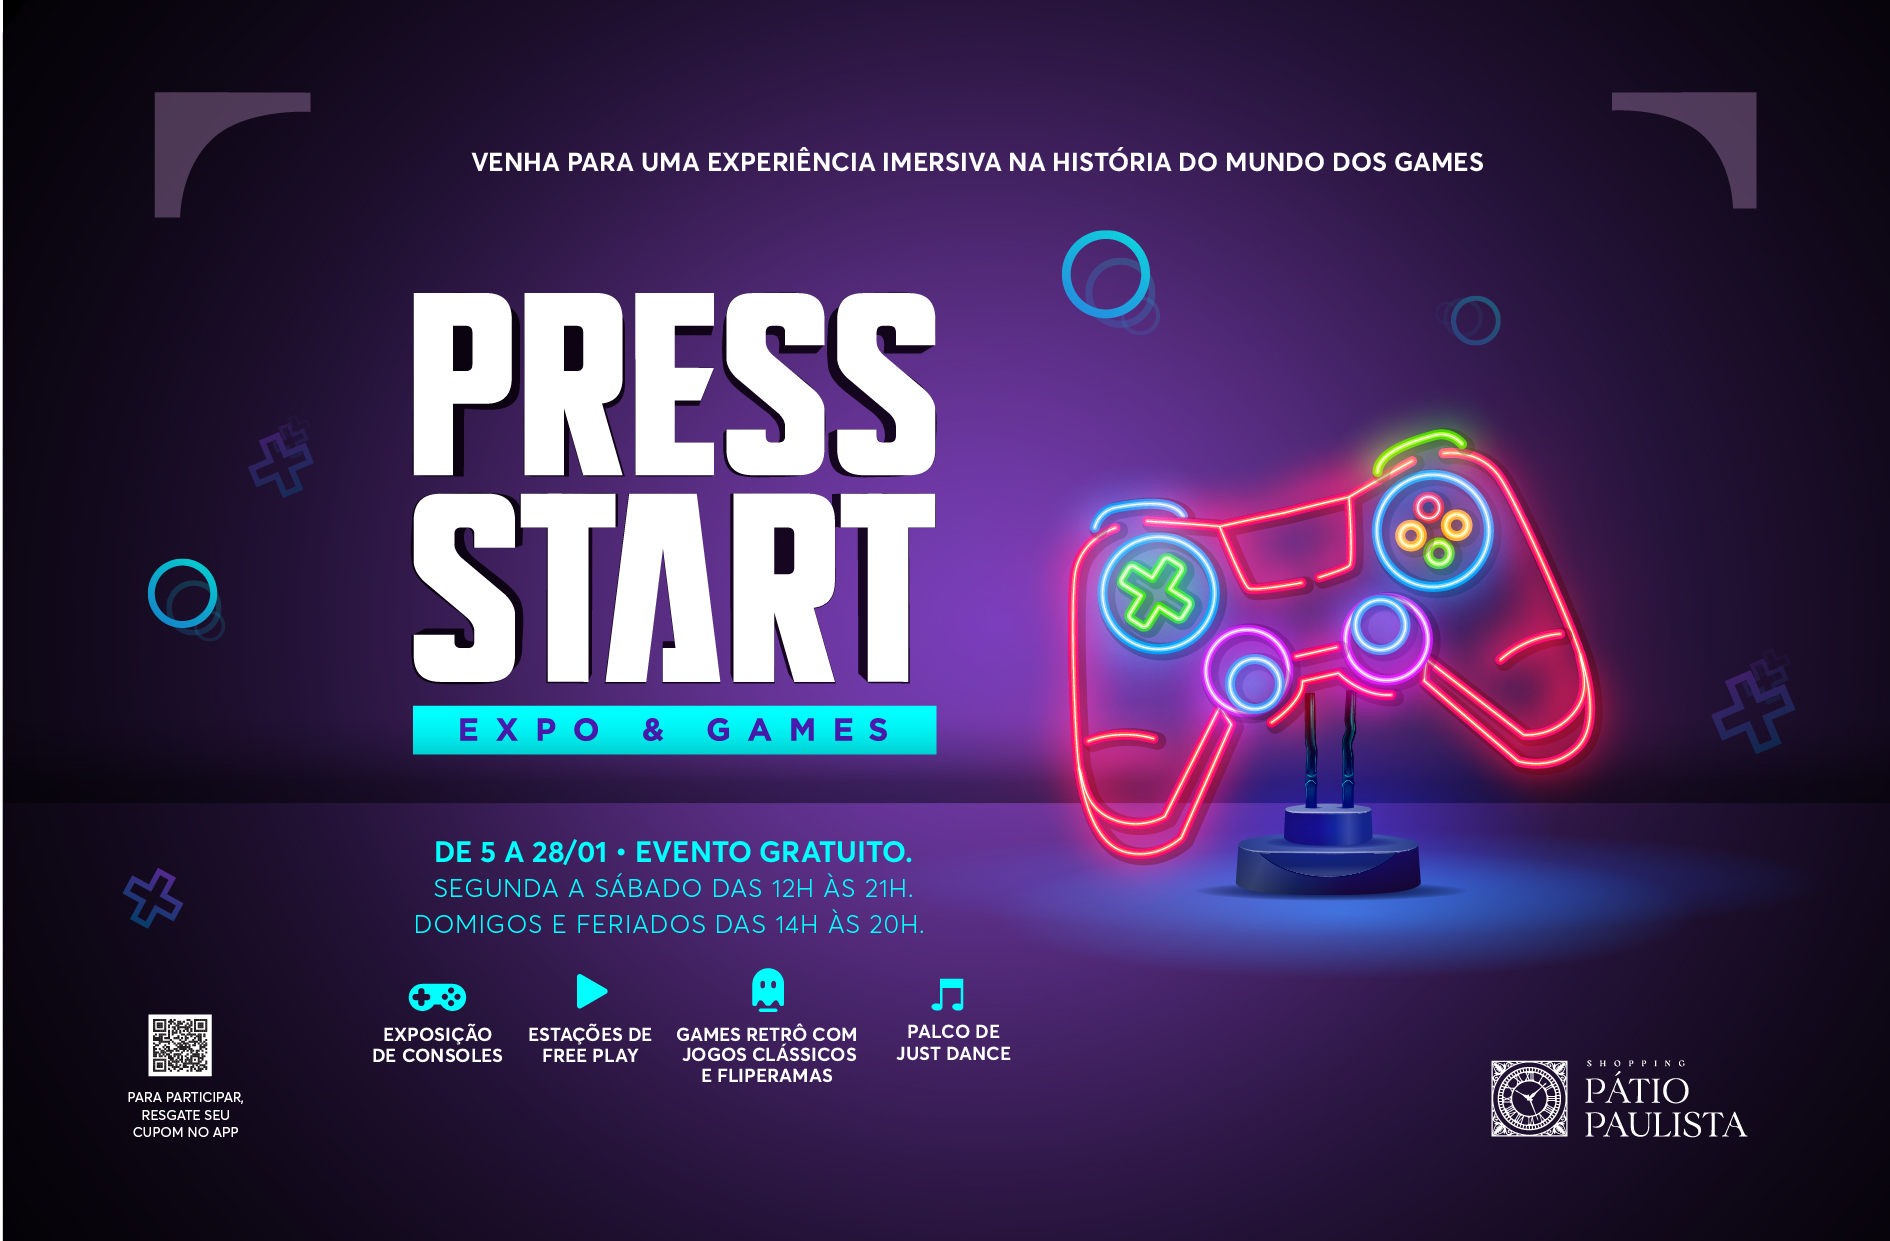 VENHA PARA UMA EXPERIÊNCIA IMERSIVA NA HISTÓRIA DO MUNDO DOS GAMES
PRESS
START
EXPO & GAMES
DE 5 A 28/01 • EVENTO GRATUITO.
SEGUNDA A SÁBADO DAS 12H ÀS 21H.
DOMIGOS E FERIADOS DAS 14H ÀS 20H.
EXPOSIÇÃO
DE CONSOLES
ESTAÇÕES DE
FREE PLAY
GAMES RETRÔ COM
JOGOS CLÁSSICOS
E FLIPERAMAS
PALCO DE
JUST DANCE
PARA PARTICIPAR,
RESGATE SEU
CUPOM NO APP
SHOPPING
PÁTIO
PAULISTA